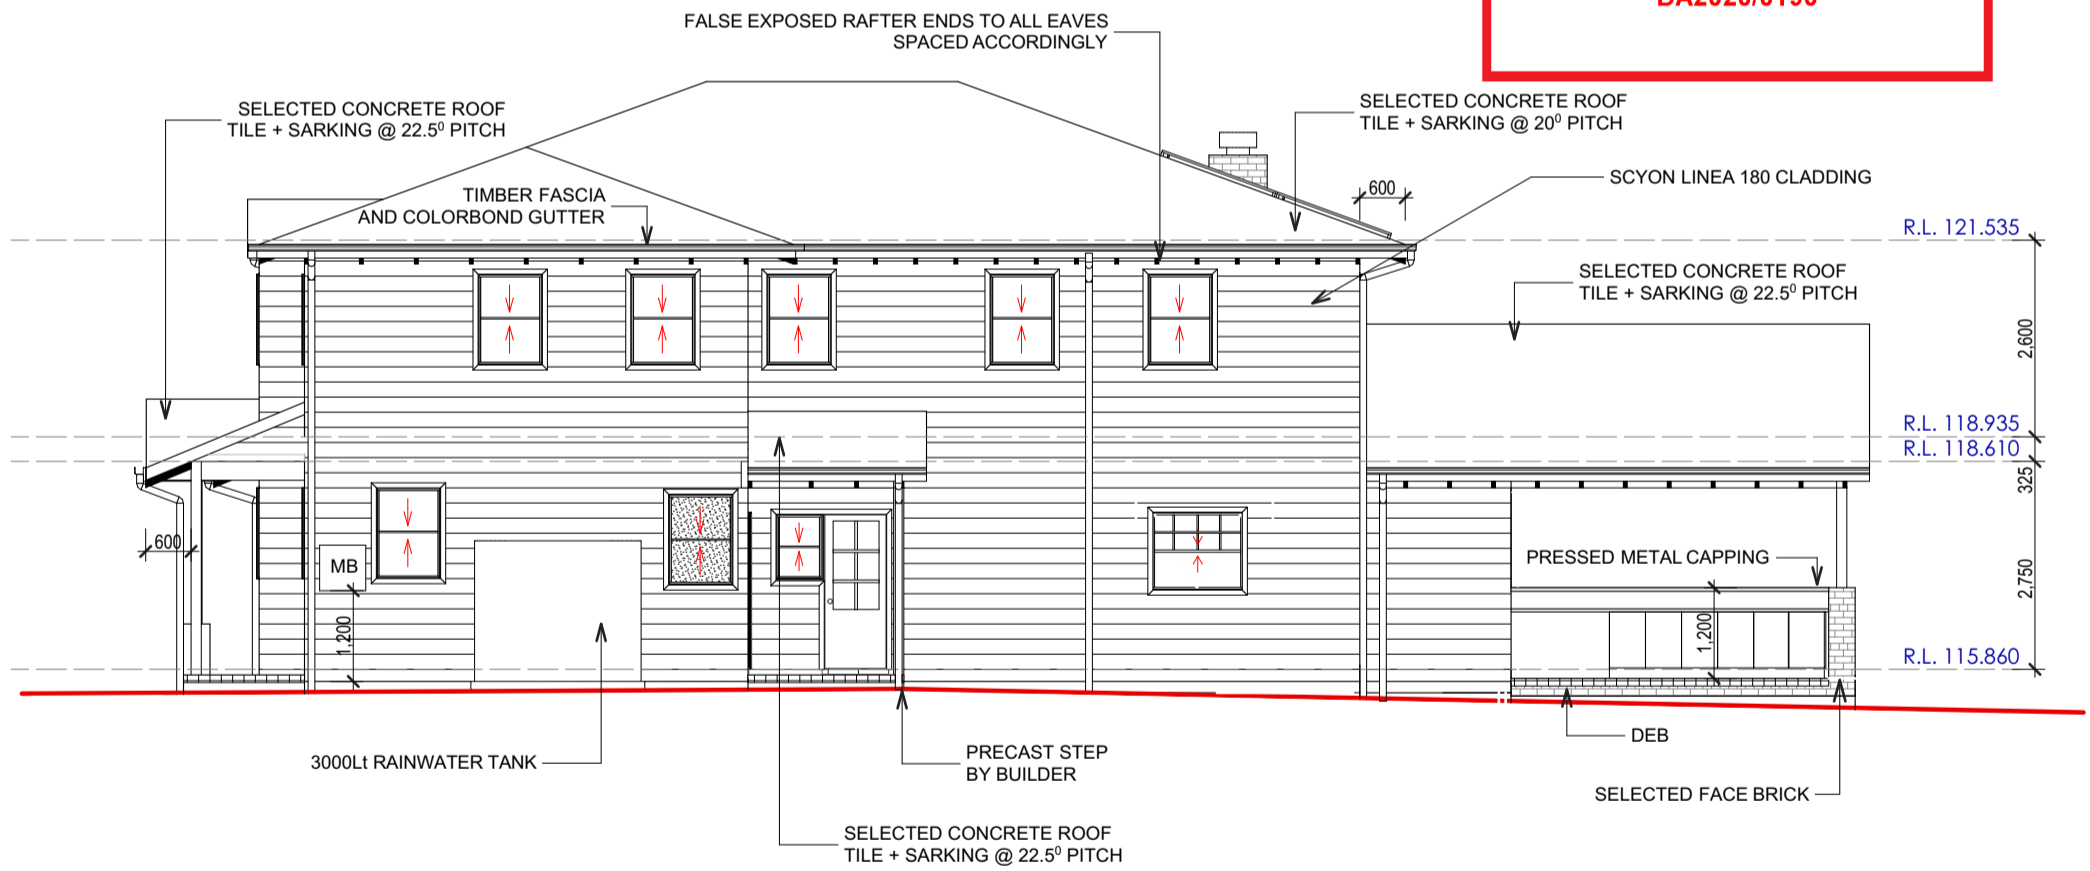 FALSE EXPOSED RAFTER ENDS TO ALL EAVES
SPACED ACCORDINGLY
SELECTED CONCRETE ROOF
TILE + SARKING @ 22.5⁰ PITCH
SELECTED CONCRETE ROOF
TILE + SARKING @ 20⁰ PITCH
TIMBER FASCIA
AND COLORBOND GUTTER
600
SCYON LINEA 180 CLADDING
R.L. 121.535
SELECTED CONCRETE ROOF
TILE + SARKING @ 22.5⁰ PITCH
2,600
R.L. 118.935
R.L. 118.610
325
600
MB
1,200
PRESSED METAL CAPPING
2,750
1,200
R.L. 115.860
3000Lt RAINWATER TANK
PRECAST STEP
BY BUILDER
DEB
SELECTED FACE BRICK
SELECTED CONCRETE ROOF
TILE + SARKING @ 22.5⁰ PITCH